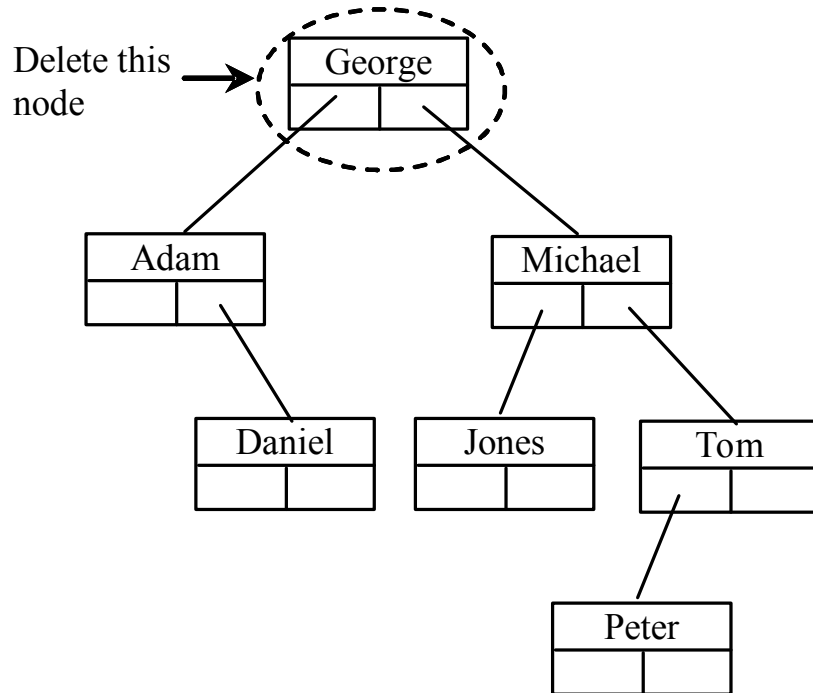 Delete this
node
George
Adam
Michael
Daniel
Jones
Tom
Peter